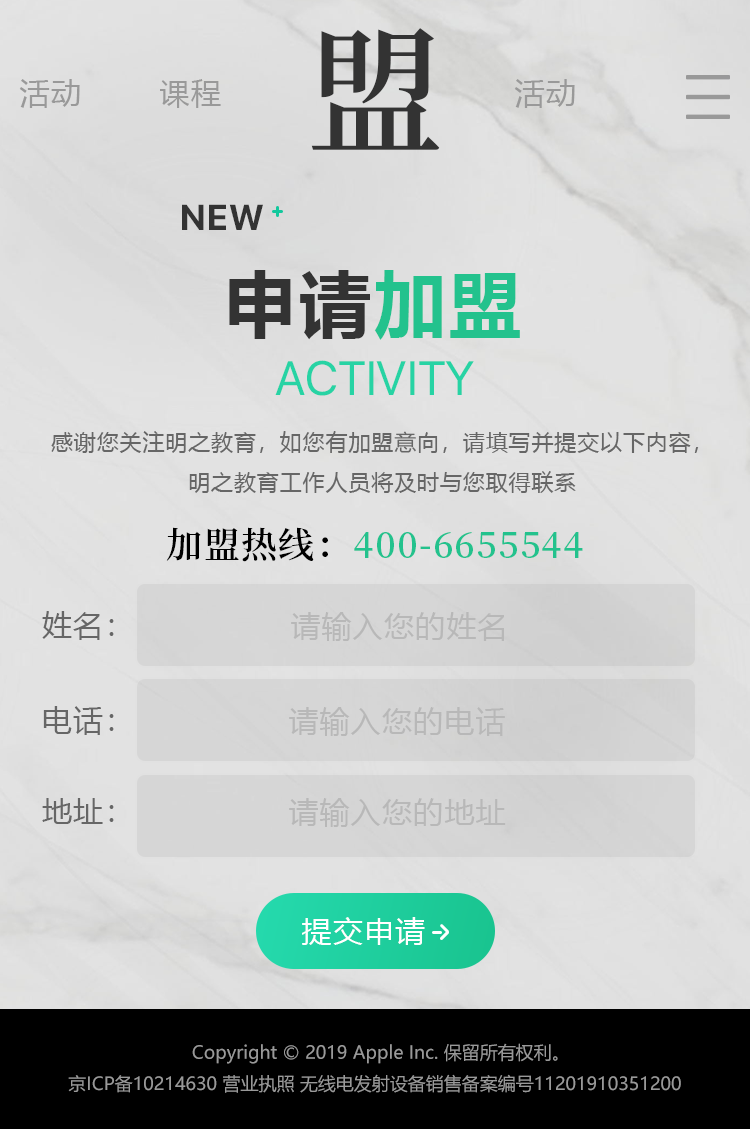 活动 课程 盟 活动
NEW +
申请加盟
ACTIVITY
感谢您关注明之教育，如您有加盟意向，请填写并提交以下内容，
明之教育工作人员将及时与您取得联系
加盟热线：400-6655544
姓名： 请输入您的姓名
电话： 请输入您的电话
地址： 请输入您的地址
提交申请→
Copyright © 2019 Apple Inc. 保留所有权利。
京ICP备10214630 营业执照 无线电发射设备销售备案编号11201910351200